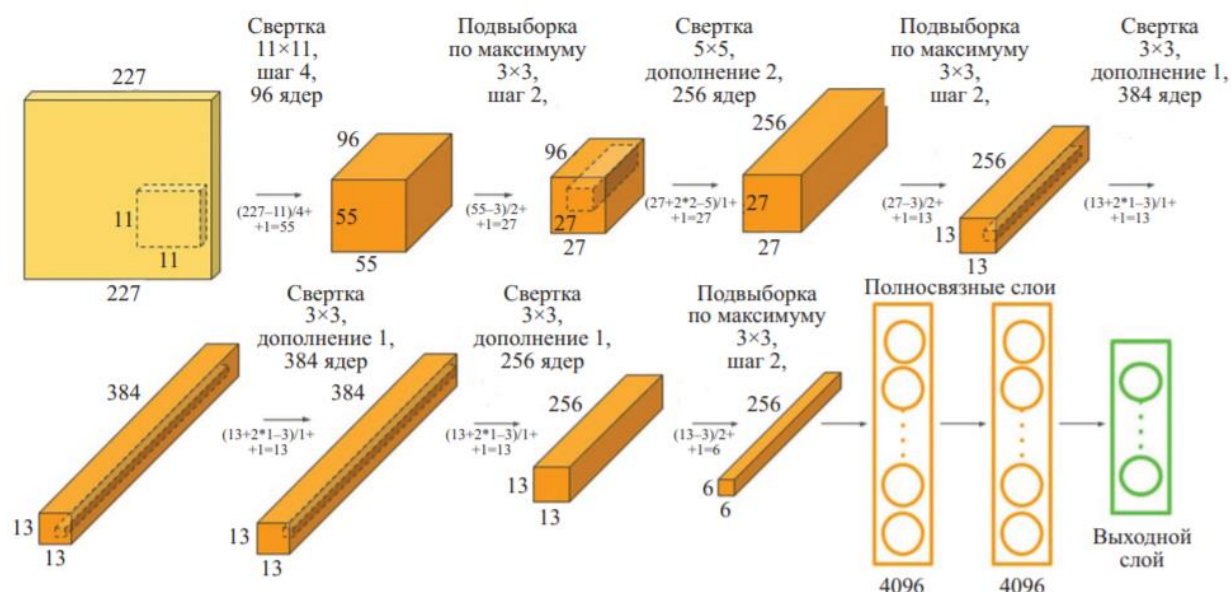 Свертка
11×11,
шаг 4,
96 ядер
Подвыборка
по максимуму
3×3,
шаг 2,
Свертка
5×5,
дополнение 2,
256 ядер
Подвыборка
по максимуму
3×3,
шаг 2,
Свертка
3×3,
дополнение 1,
384 ядер
227
11
11
227
(227–11)/4+
+1=55
96
55
55
(55–3)/2+
+1=27
96
27
27
(27+2*2–5)/1+
+1=27
256
27
27
(27–3)/2+
+1=13
256
13
13
(13+2*1–3)/1+
+1=13
Свертка
3×3,
дополнение 1,
384 ядер
Свертка
3×3,
дополнение 1,
256 ядер
Подвыборка
по максимуму
3×3,
шаг 2,
Полносвязные слои
384
13
13
(13+2*1–3)/1+
+1=13
384
13
13
(13+2*1–3)/1+
+1=13
256
13
13
(13–3)/2+
+1=6
256
6
6
4096
4096
Выходной
слой